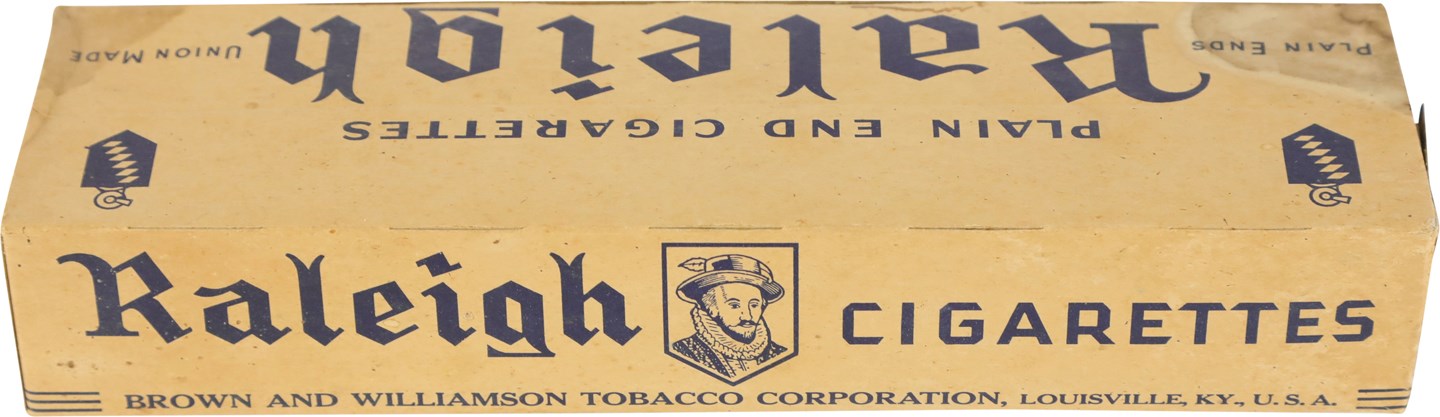 Union Made Raleigh Plain Ends
PLAIN END CIGARETTES
Raleigh CIGARETTES
BROWN AND WILLIAMSON TOBACCO CORPORATION, LOUISVILLE, KY., U.S.A.